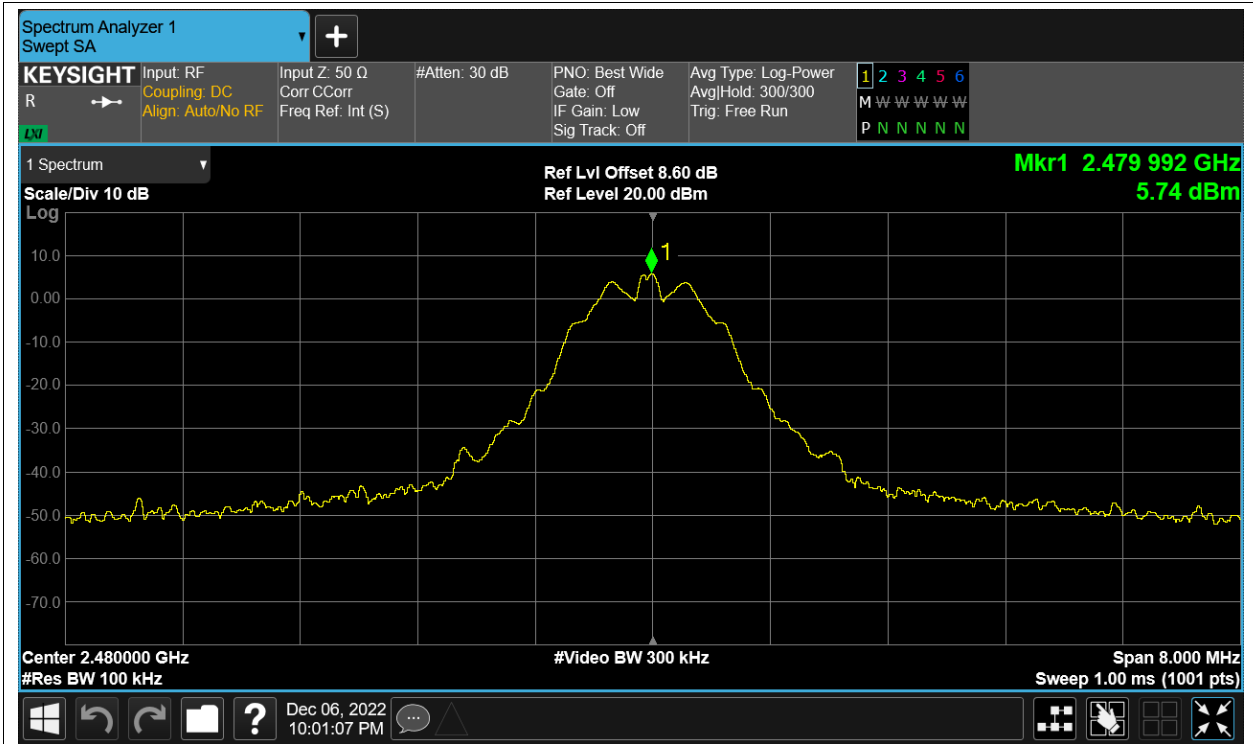 Spectrum Analyzer 1
Swept SA
KEYSIGHT
R
LXI
Input: RF
Coupling: DC
Align: Auto/No RF
Input Z: 50 Ω
Corr CCorr
Freq Ref: Int (S)
#Atten: 30 dB
PNO: Best Wide
Gate: Off
IF Gain: Low
Sig Track: Off
Avg Type: Log-Power
Avg|Hold: 300/300
Trig: Free Run
1 2 3 4 5 6
M W W W W W
P N N N N N
1 Spectrum
Scale/Div 10 dB
Log
Ref Lvl Offset 8.60 dB
Ref Level 20.00 dBm
Mkr1 2.479 992 GHz
5.74 dBm
1
10.0
0.00
-10.0
-20.0
-30.0
-40.0
-50.0
-60.0
-70.0
Center 2.480000 GHz
#Res BW 100 kHz
#Video BW 300 kHz
Span 8.000 MHz
Sweep 1.00 ms (1001 pts)
?
Dec 06, 2022
10:01:07 PM